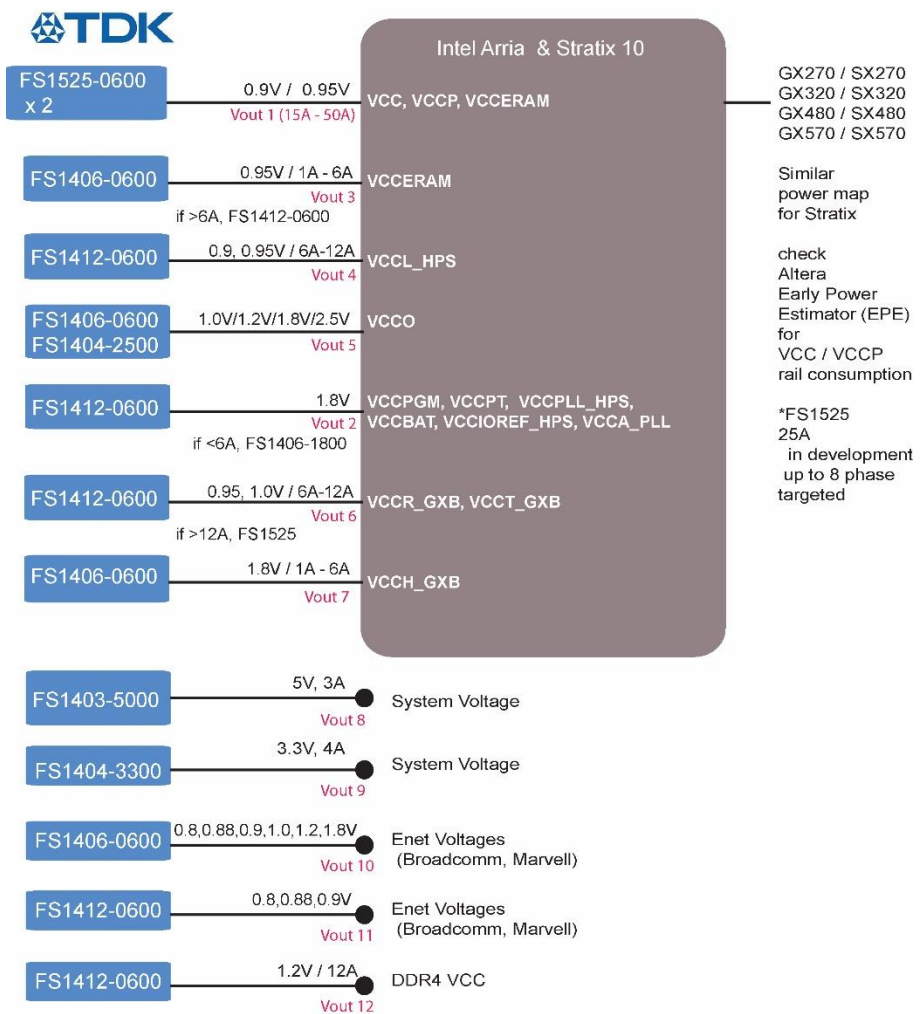 TDK
Intel Arria & Stratix 10
FS1525-0600
x 2
0.9V / 0.95V
Vout 1 (15A - 50A)
VCC, VCCP, VCCERAM
GX270 / SX270
GX320 / SX320
GX480 / SX480
GX570 / SX570
FS1406-0600
0.95V / 1A - 6A
Vout 3
if >6A, FS1412-0600
VCCERAM
Similar
power map
for Stratix
FS1412-0600
0.9, 0.95V / 6A-12A
Vout 4
VCCL_HPS
check
Altera
Early Power
Estimator (EPE)
for
VCC / VCCP
rail consumption
FS1406-0600
FS1404-2500
1.0V/1.2V/1.8V/2.5V
Vout 5
VCCO
FS1412-0600
1.8V
Vout 2
if <6A, FS1406-1800
VCCPGM, VCCPT, VCCPLL_HPS,
VCCBAT, VCCIOREF_HPS, VCCA_PLL
*FS1525
25A
in development
up to 8 phase
targeted
FS1412-0600
0.95, 1.0V / 6A-12A
Vout 6
if >12A, FS1525
VCCR_GXB, VCCT_GXB
FS1406-0600
1.8V / 1A - 6A
Vout 7
VCCH_GXB
FS1403-5000
5V, 3A
Vout 8
System Voltage
FS1404-3300
3.3V, 4A
Vout 9
System Voltage
FS1406-0600
0.8,0.88,0.9,1.0,1.2,1.8V
Vout 10
Enet Voltages
(Broadcomm, Marvell)
FS1412-0600
0.8,0.88,0.9V
Vout 11
Enet Voltages
(Broadcomm, Marvell)
FS1412-0600
1.2V / 12A
Vout 12
DDR4 VCC